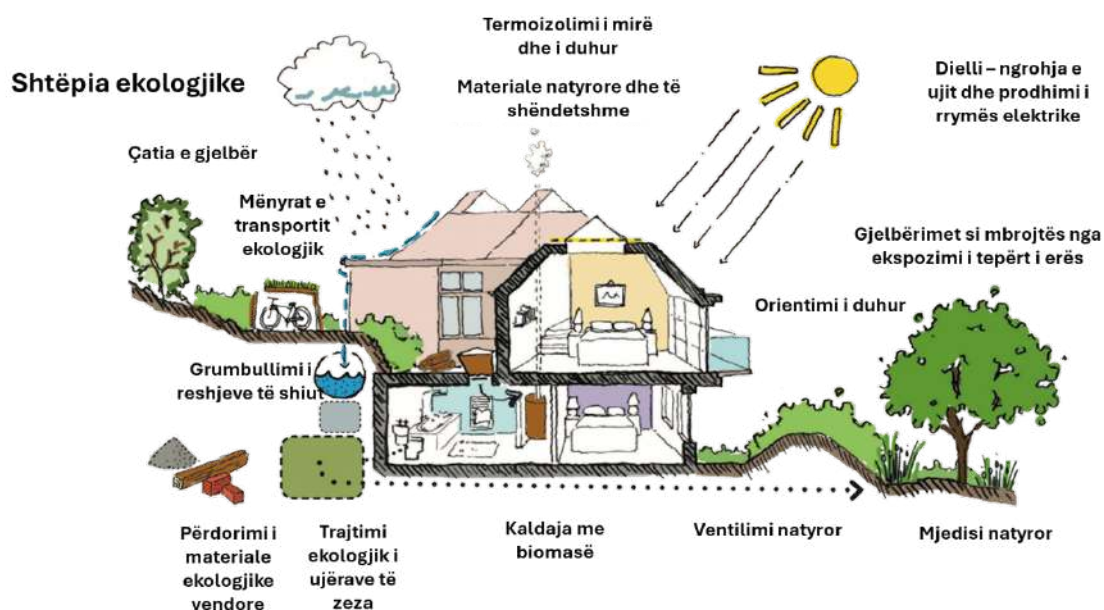 Shtëpia ekologjike
Termoizolimi i mirë
dhe i duhur
Materiale natyrore dhe të
shëndetshme
Dielli – ngrohja e
ujit dhe prodhimi i
rrymës elektrike
Çatia e gjelbër
Mënyrat e
transportit
ekologjik
Gjelbërimet si mbrojtës nga
ekspozimi i tepërt i erës
Orientimi i duhur
Grumbullimi i
reshjeve të shiut
Përdorimi i
materiale
ekologjike
vendore
Trajtimi
ekologjik i
ujërave të
zeza
Kaldaja me
biomasë
Ventilimi natyror
Mjedisi natyror